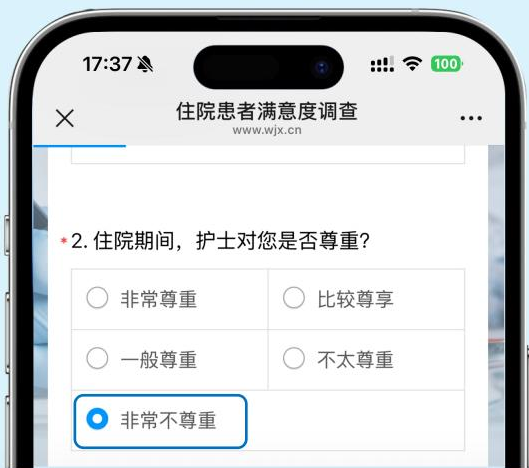 17:37 100
住院患者满意度调查
www.wjx.cn
*2. 住院期间，护士对您是否尊重?
非常尊重 比较尊享
一般尊重 不太尊重
非常不尊重